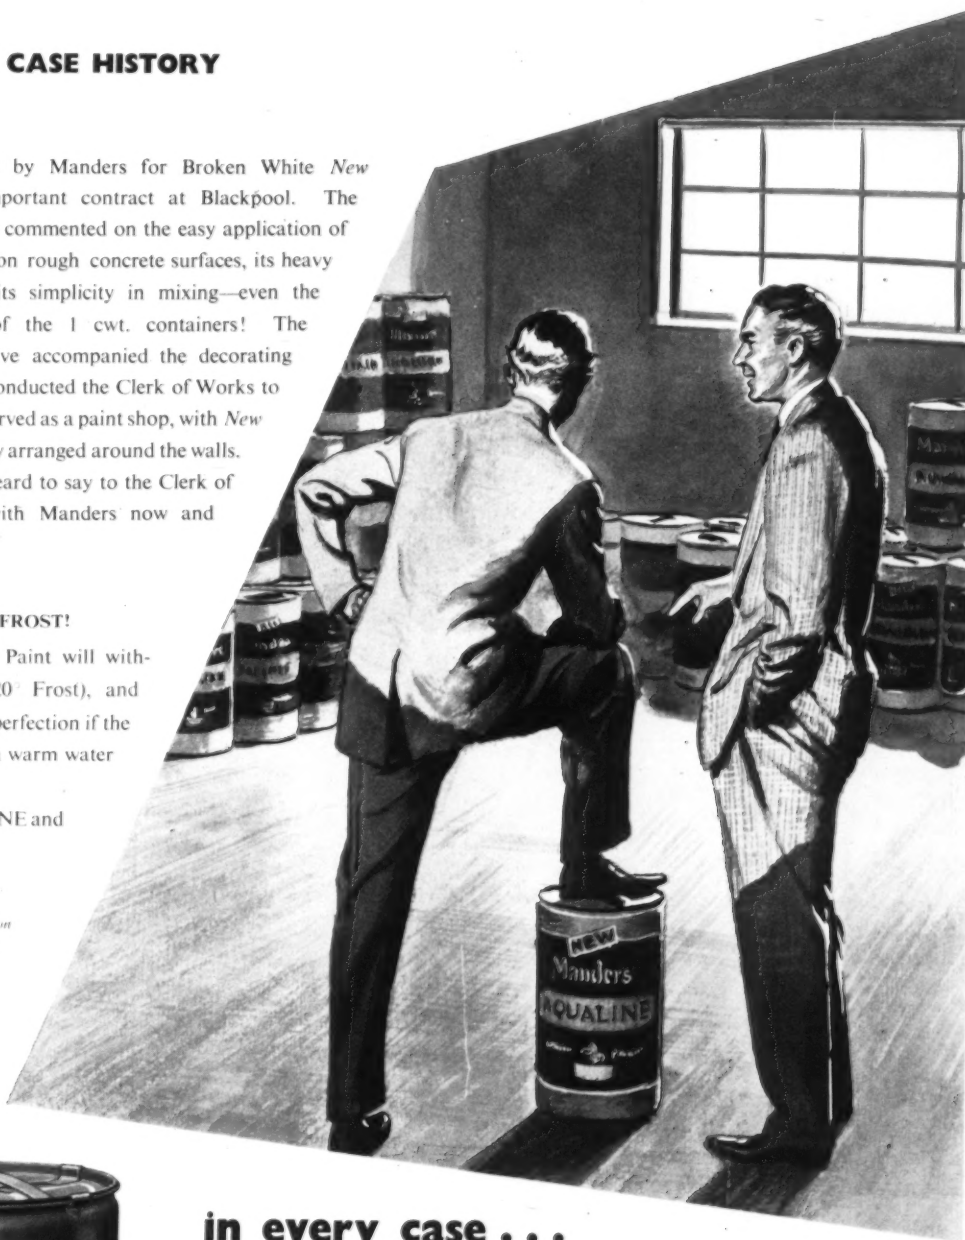 CASE HISTORY
by Manders for Broken White New
portant contract at Blackpool. The
commented on the easy application of
on rough concrete surfaces, its heavy
ts simplicity in mixing—even the
of the 1 cwt. containers! The
ve accompanied the decorating
onducted the Clerk of Works to
rved as a paint shop, with New
y arranged around the walls.
eard to say to the Clerk of
ith Manders now and
FROST!
Paint will with-
0° Frost), and
perfection if the
warm water
NE and
NEW
Manders
AQUALINE
in every case . . .